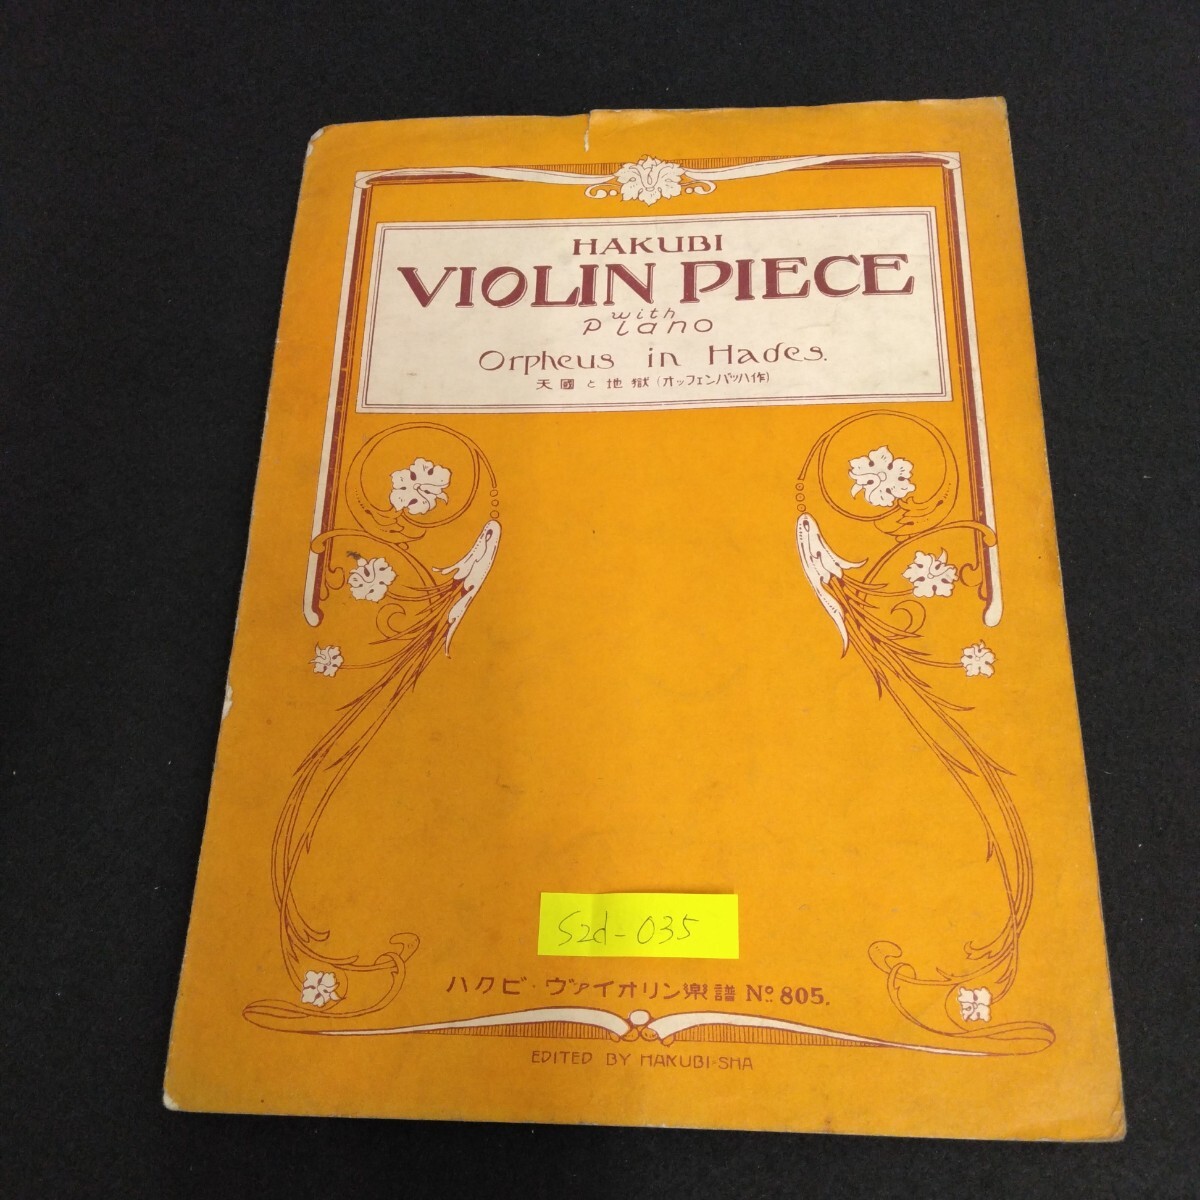 HAKUBI
VIOLIN PIECE
with
Piano
Orpheus in Hades.
天國と地獄(オッフェンバッハ作)
S2d-035
ハクビ・ヴァイオリン楽譜 No. 805.
EDITED BY HAKUBI-SHA